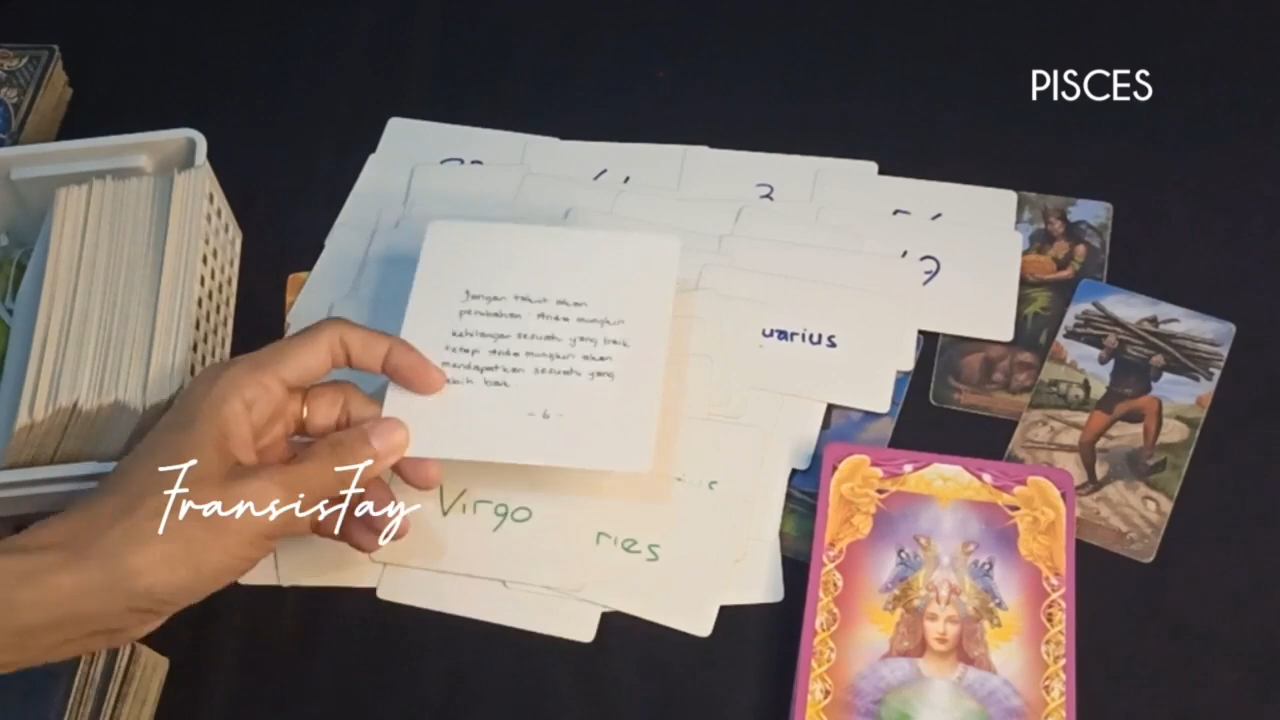 PISCES
3
7
uarius
Jangan takut akan
perubahan. Anda mungkin
kehilangan sesuatu yang baik
tetapi Anda mungkin akan
mendapatkan sesuatu yang
lebih baik
- 6 -
Virgo
ries
FransisFay